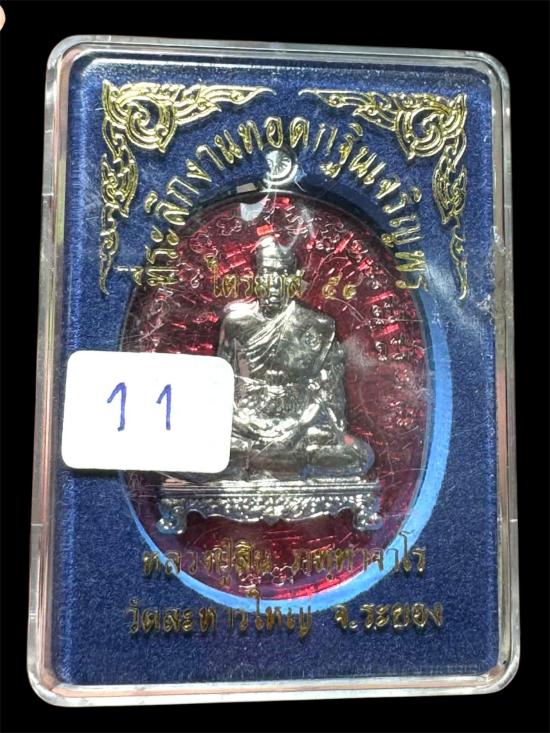 ที่ระลึกงานทอดกฐินเจริญพร
ไตรมาส ๕๔
11
หลวงปู่สิน ภทฺทาจาโร
วัดละหารใหญ่ จ.ระยอง